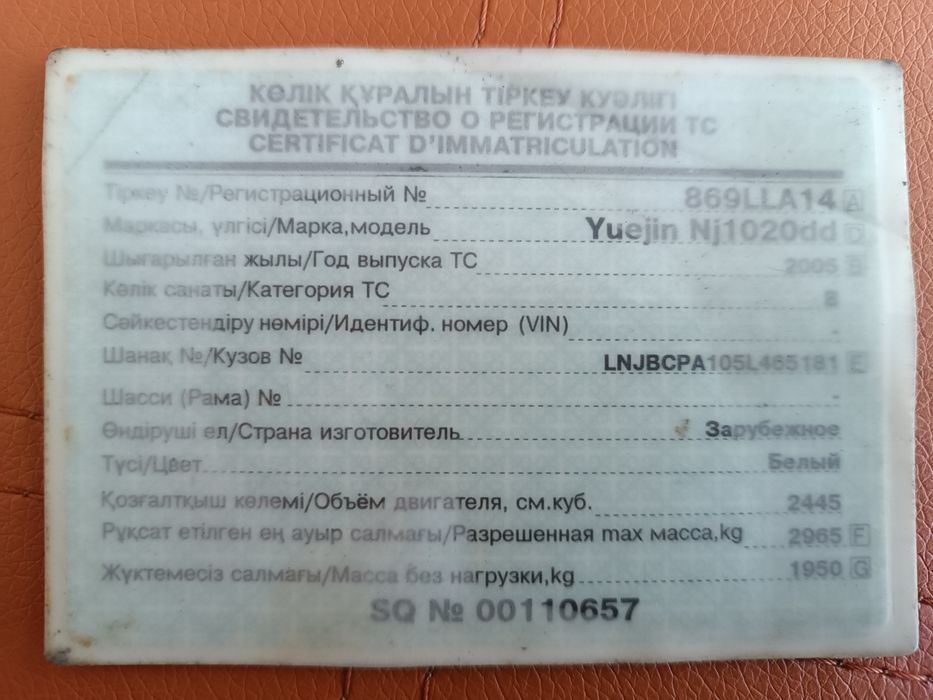 КӨЛІК ҚҰРАЛЫН ТІРКЕУ КУӘЛІГІ
СВИДЕТЕЛЬСТВО О РЕГИСТРАЦИИ ТС
CERTIFICAT D'IMMATRICULATION
Тіркеу №/Регистрационный № 869LLA14 A
Маркасы, үлгісі/Марка,модель Yuejin Nj1020dd D
Шығарылған жылы/Год выпуска ТС 2005 B
Көлік санаты/Категория ТС B
Сәйкестендіру нөмірі/Идентиф. номер (VIN) -
Шанақ №/Кузов № LNJBCPA105L465181 E
Шасси (Рама) № -
Өндіруші ел/Страна изготовитель Зарубежное
Түсі/Цвет Белый
Қозғалтқыш көлемі/Объём двигателя, см.куб. 2445
Рұқсат етілген ең ауыр салмағы/Разрешенная max масса,kg 2965 F
Жүктемесіз салмағы/Масса без нагрузки,kg 1950 G
SQ № 00110657